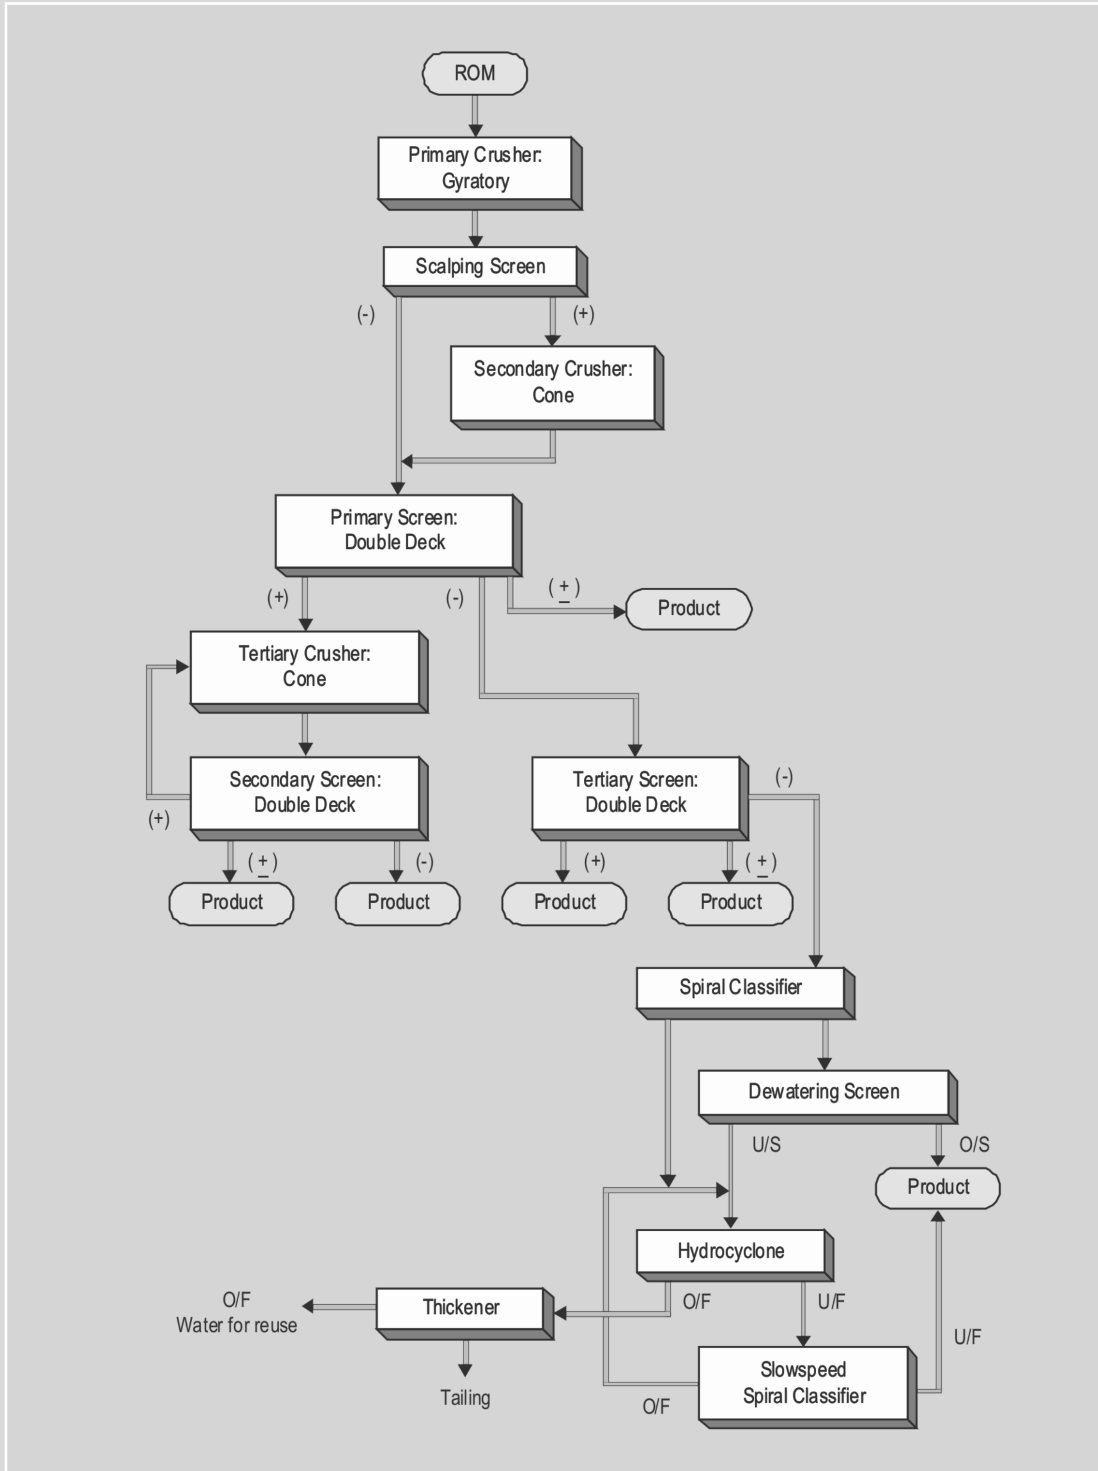 ROM
Primary Crusher:
Gyratory
Scalping Screen
(-)
(+)
Secondary Crusher:
Cone
Primary Screen:
Double Deck
(+)
(-)
(±)
Product
Tertiary Crusher:
Cone
Secondary Screen:
Double Deck
Tertiary Screen:
Double Deck
(-)
(+)
(±)
(-)
(+)
(±)
Product
Product
Product
Product
Spiral Classifier
Dewatering Screen
U/S
O/S
Product
Hydrocyclone
O/F
Water for reuse
Thickener
O/F
U/F
U/F
Tailing
O/F
Slowspeed
Spiral Classifier